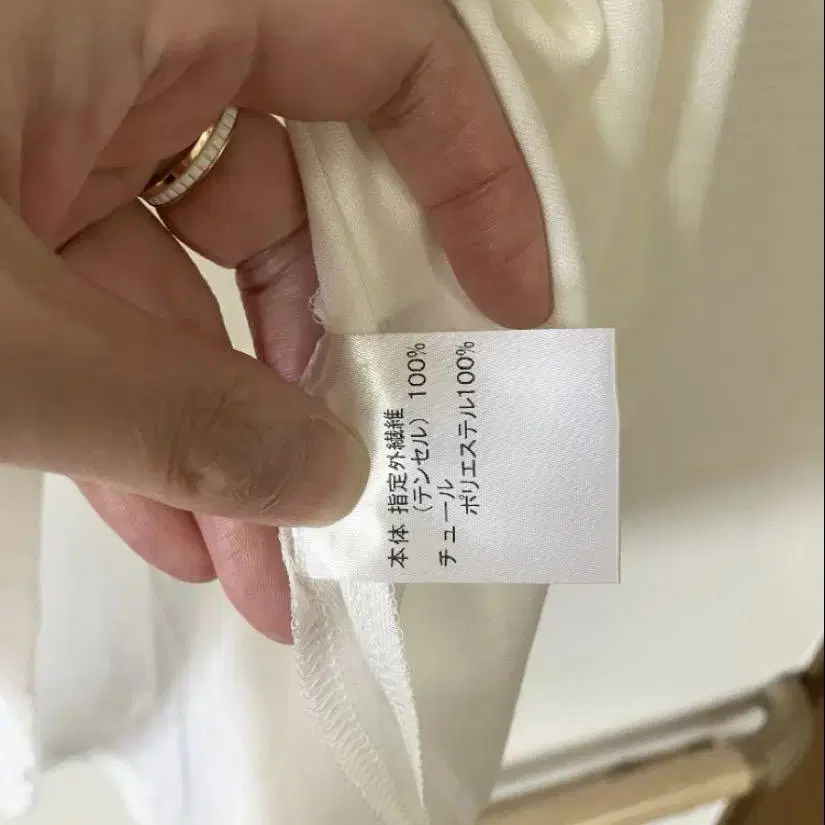 本体 指定外繊維
（テンセル） 100%
チュール
ポリエステル100%